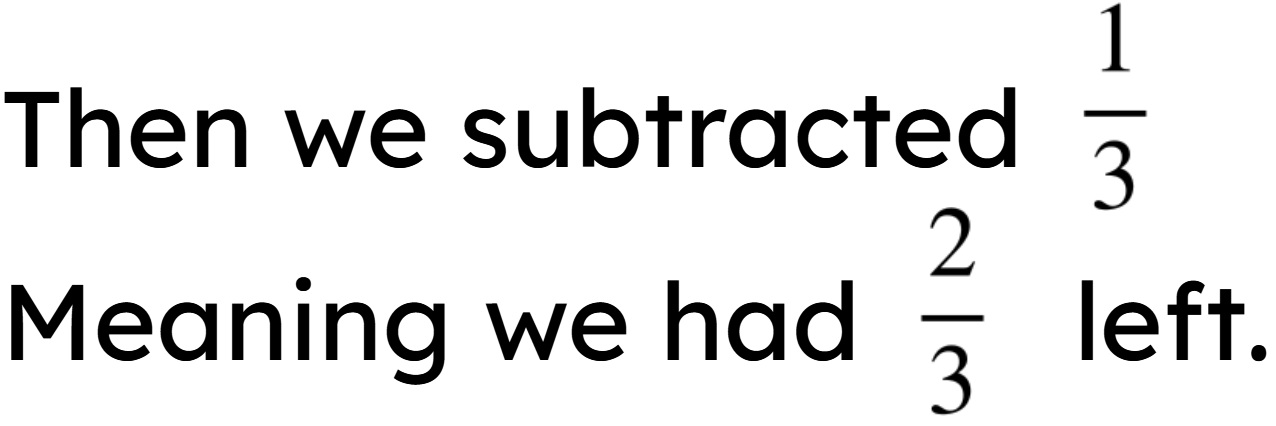 Then we subtracted 1/3
Meaning we had 2/3 left.